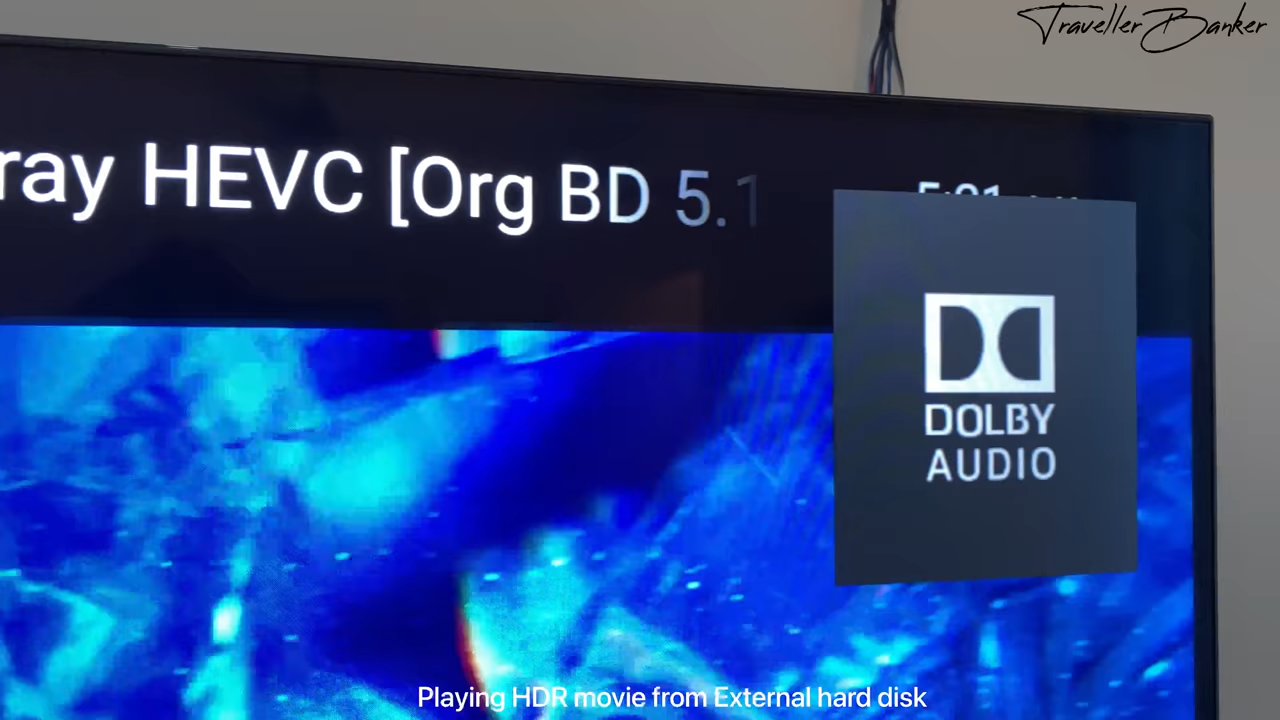 Traveller Banker
ray HEVC [Org BD 5.1
DOLBY
AUDIO
Playing HDR movie from External hard disk